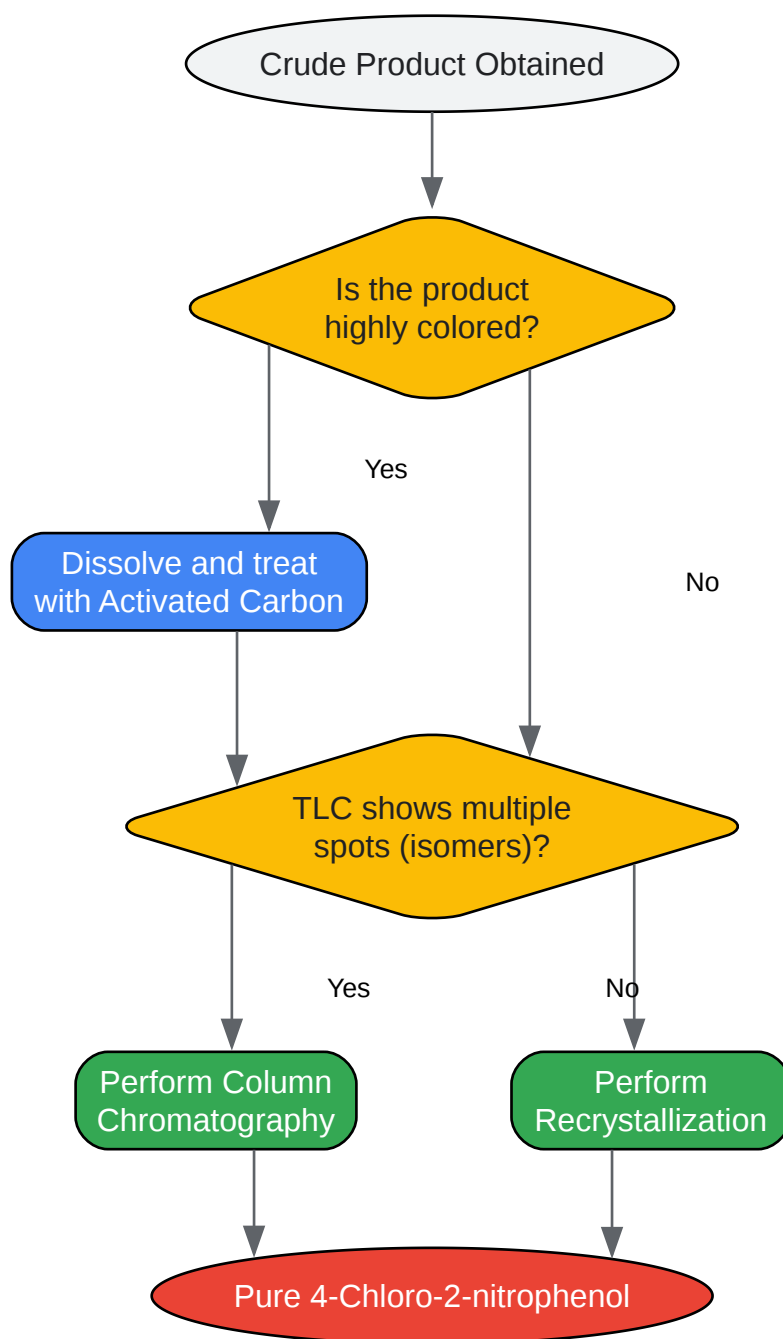 Crude Product Obtained
Is the product
highly colored?
Yes
Dissolve and treat
with Activated Carbon
No
TLC shows multiple
spots (isomers)?
Yes
No
Perform Column
Chromatography
Perform
Recrystallization
Pure 4-Chloro-2-nitrophenol